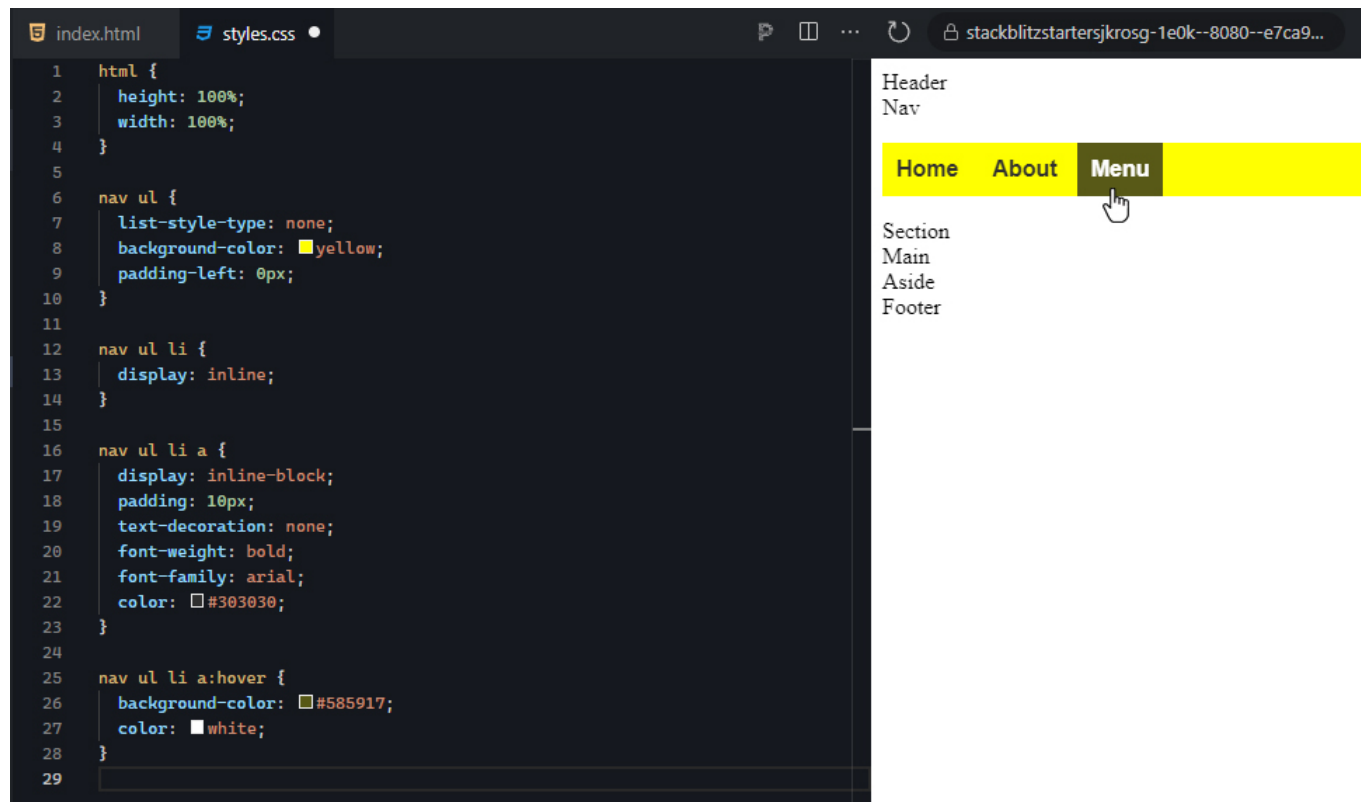 index.html styles.css stackblitzstartersjkrosg-1e0k--8080--e7ca9...
1 html {
2 height: 100%;
3 width: 100%;
4 }
5
6 nav ul {
7 list-style-type: none;
8 background-color: yellow;
9 padding-left: 0px;
10 }
11
12 nav ul li {
13 display: inline;
14 }
15
16 nav ul li a {
17 display: inline-block;
18 padding: 10px;
19 text-decoration: none;
20 font-weight: bold;
21 font-family: arial;
22 color: #303030;
23 }
24
25 nav ul li a:hover {
26 background-color: #585917;
27 color: white;
28 }
29
Header
Nav
Home About Menu
Section
Main
Aside
Footer